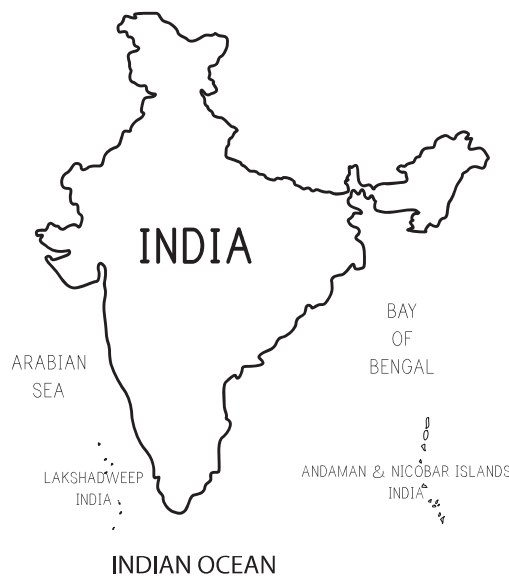 INDIA
BAY
OF
BENGAL
ARABIAN
SEA
LAKSHADWEEP
INDIA
ANDAMAN & NICOBAR ISLANDS
INDIA
INDIAN OCEAN